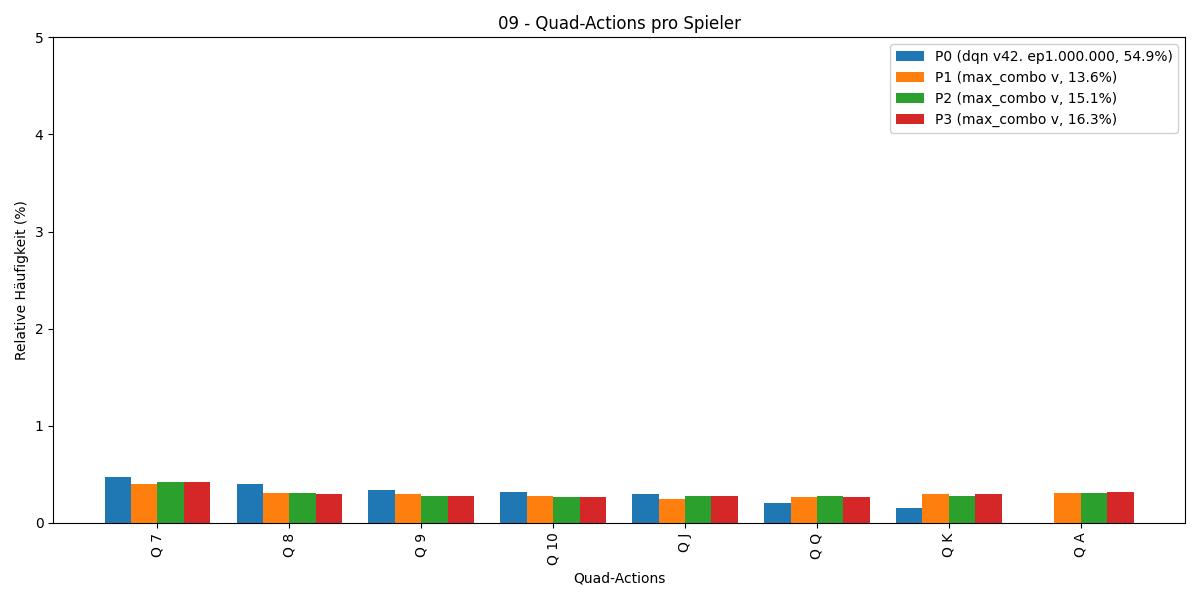 09 - Quad-Actions pro Spieler
P0 (dqn v42. ep1.000.000, 54.9%)
P1 (max_combo v, 13.6%)
P2 (max_combo v, 15.1%)
P3 (max_combo v, 16.3%)
Relative Häufigkeit (%)
5
4
3
2
1
0
Q 7
Q 8
Q 9
Q 10
Q J
Q Q
Q K
Q A
Quad-Actions